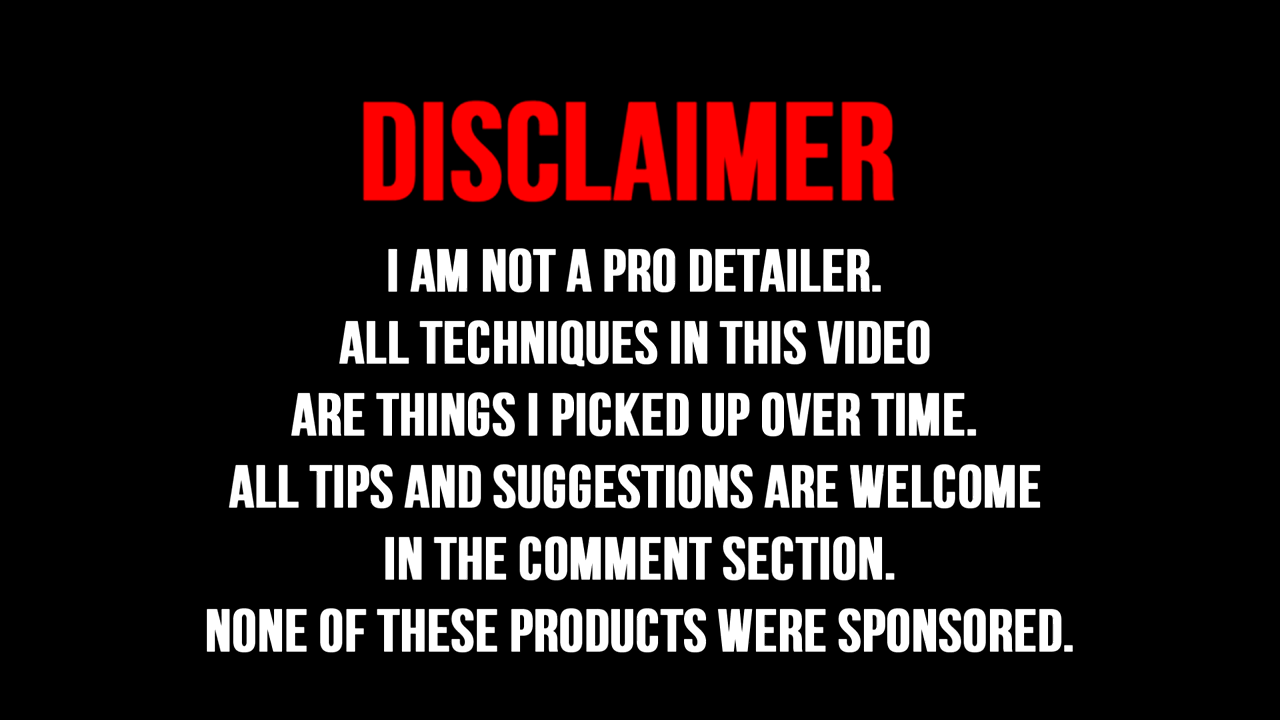 DISCLAIMER
I AM NOT A PRO DETAILER.
ALL TECHNIQUES IN THIS VIDEO
ARE THINGS I PICKED UP OVER TIME.
ALL TIPS AND SUGGESTIONS ARE WELCOME
IN THE COMMENT SECTION.
NONE OF THESE PRODUCTS WERE SPONSORED.